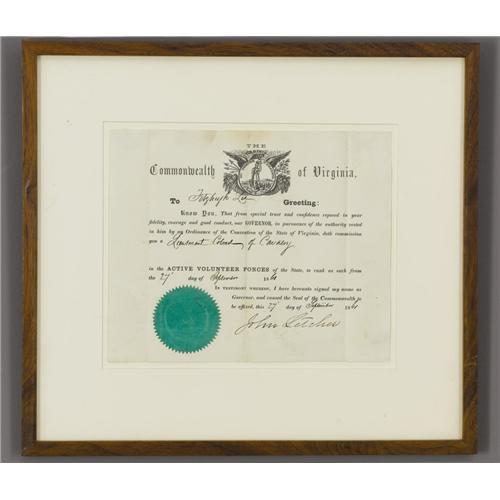 THE
Commonwealth of Virginia,
To Fitzhugh Lee Greeting:
Know You, That from special trust and confidence reposed in your
fidelity, courage and good conduct, our GOVERNOR, in pursuance of the authority vested
in him by an Ordinance of the Convention of the State of Virginia, doth commission
you a Lieutenant Colonel of Cavalry
in the ACTIVE VOLUNTEER FORCES of the State, to rank as such from
the 27 day of September 1861
IN TESTIMONY WHEREOF, I have hereunto signed my name as
Governor, and caused the Seal of the Commonwealth to
be affixed, this 27 day of September 1861
John Letcher